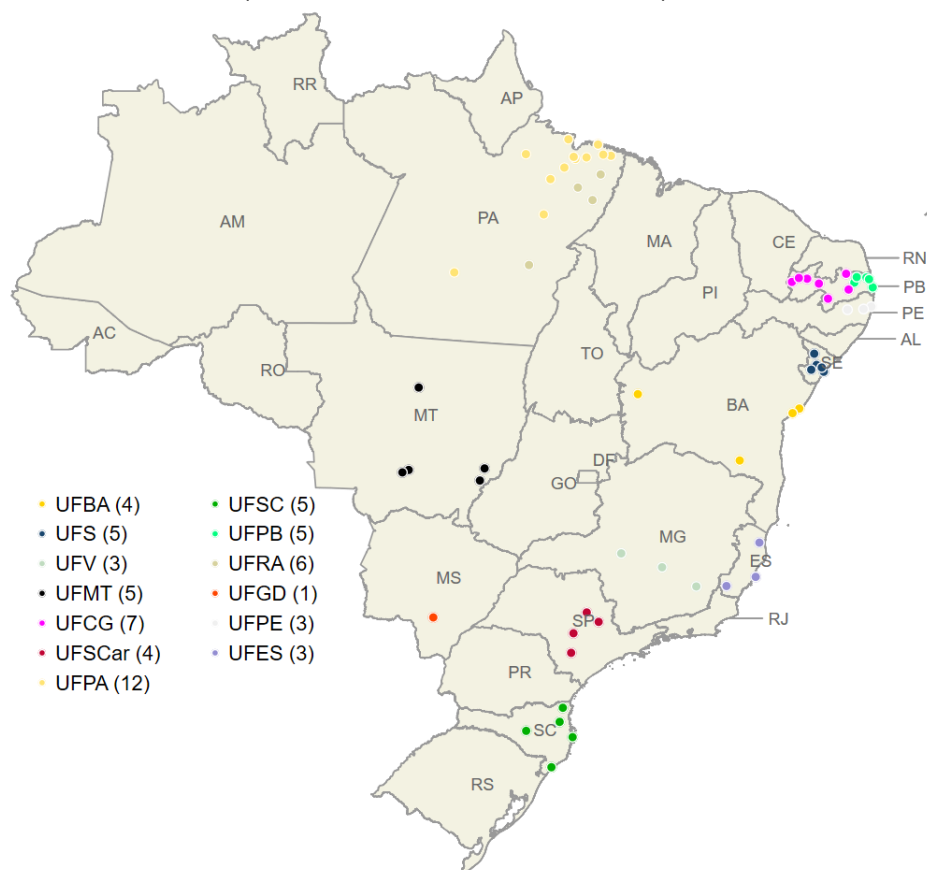 RR
AP
AM
PA
MA
CE
RN
PB
PI
PE
AC
AL
TO
SE
RO
BA
MT
DF
GO
UFBA (4)
UFSC (5)
UFS (5)
UFPB (5)
MG
UFV (3)
UFRA (6)
ES
UFMT (5)
UFGD (1)
MS
UFCG (7)
UFPE (3)
SP
RJ
UFSCar (4)
UFES (3)
UFPA (12)
PR
SC
RS